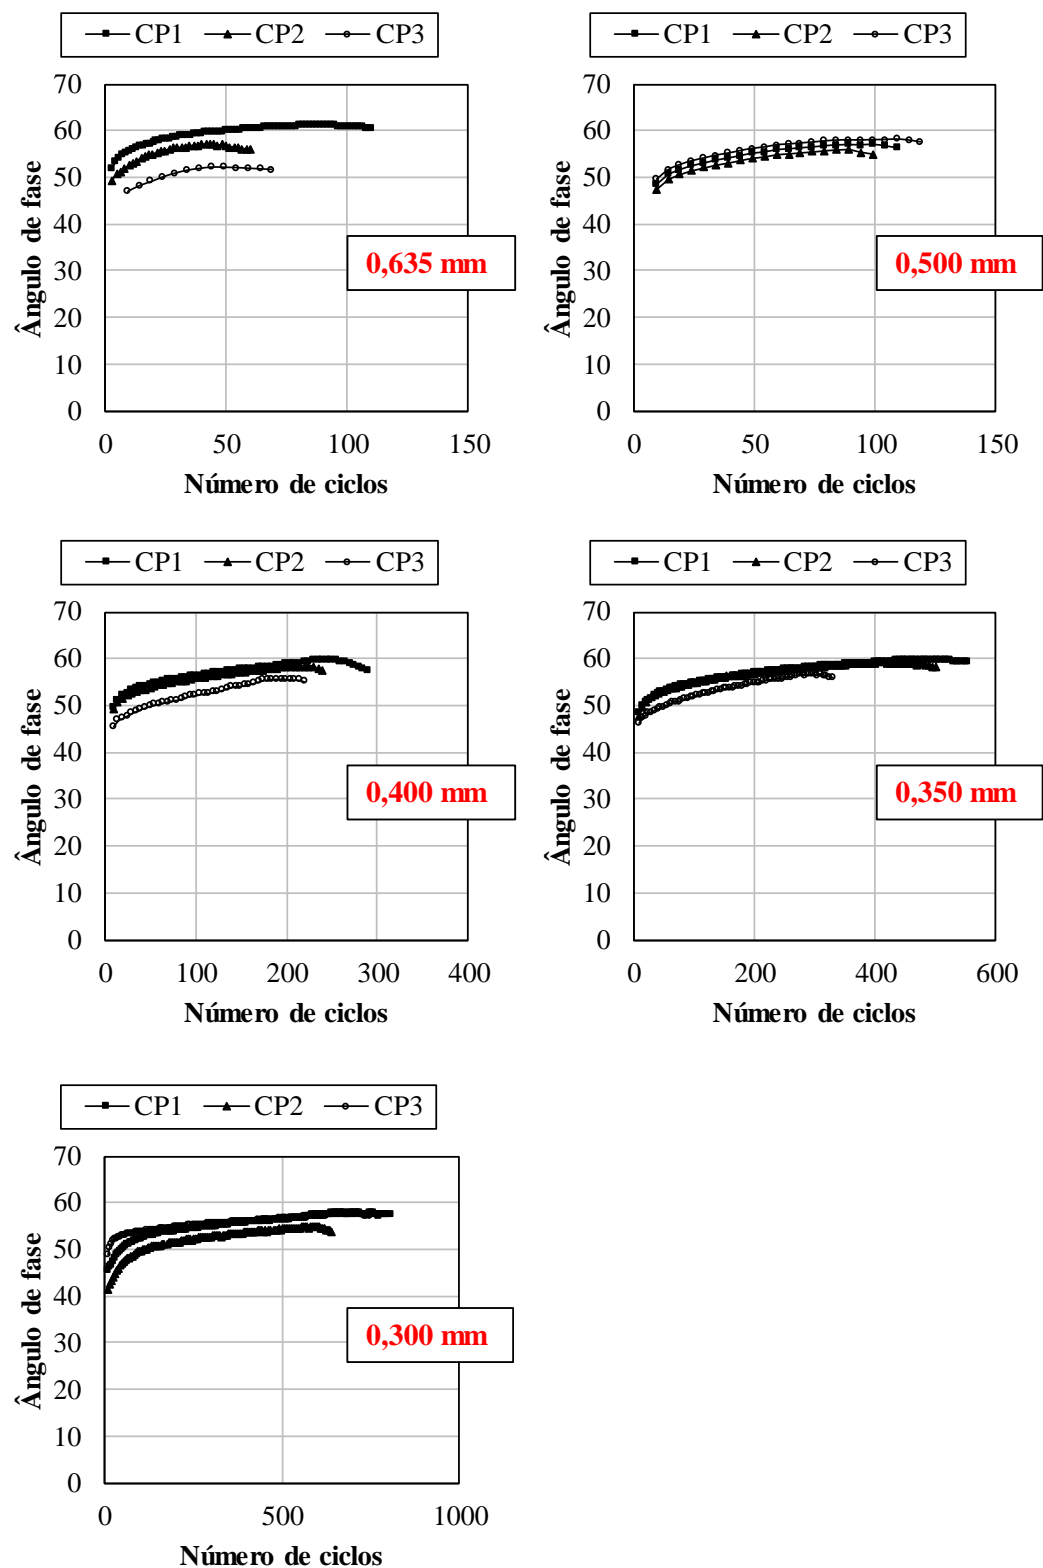 CP1 CP2 CP3
70
60
50
40
30
20
10
0
Ângulo de fase
0,635 mm
0 50 100 150
Número de ciclos
CP1 CP2 CP3
70
60
50
40
30
20
10
0
Ângulo de fase
0,500 mm
0 50 100 150
Número de ciclos
CP1 CP2 CP3
70
60
50
40
30
20
10
0
Ângulo de fase
0,400 mm
0 100 200 300 400
Número de ciclos
CP1 CP2 CP3
70
60
50
40
30
20
10
0
Ângulo de fase
0,350 mm
0 200 400 600
Número de ciclos
CP1 CP2 CP3
70
60
50
40
30
20
10
0
Ângulo de fase
0,300 mm
0 500 1000
Número de ciclos